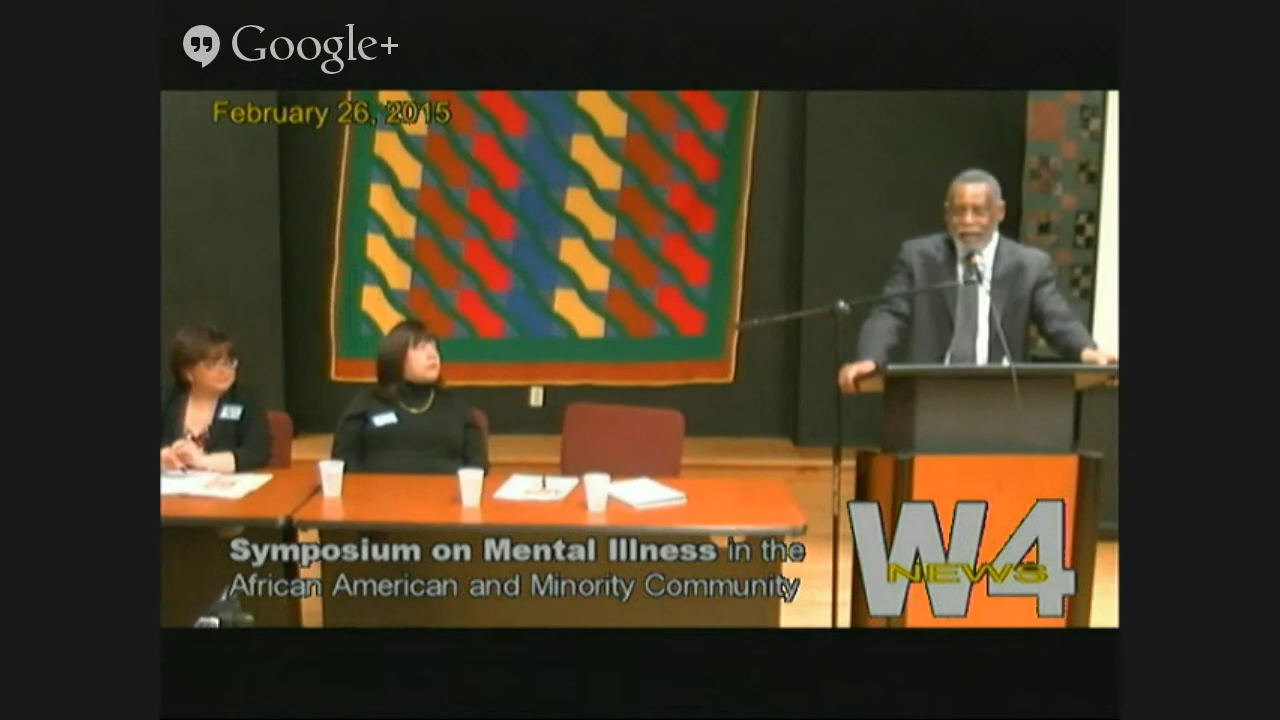 Google+
February 26, 2015
Symposium on Mental Illness in the
African American and Minority Community
W4
NEWS